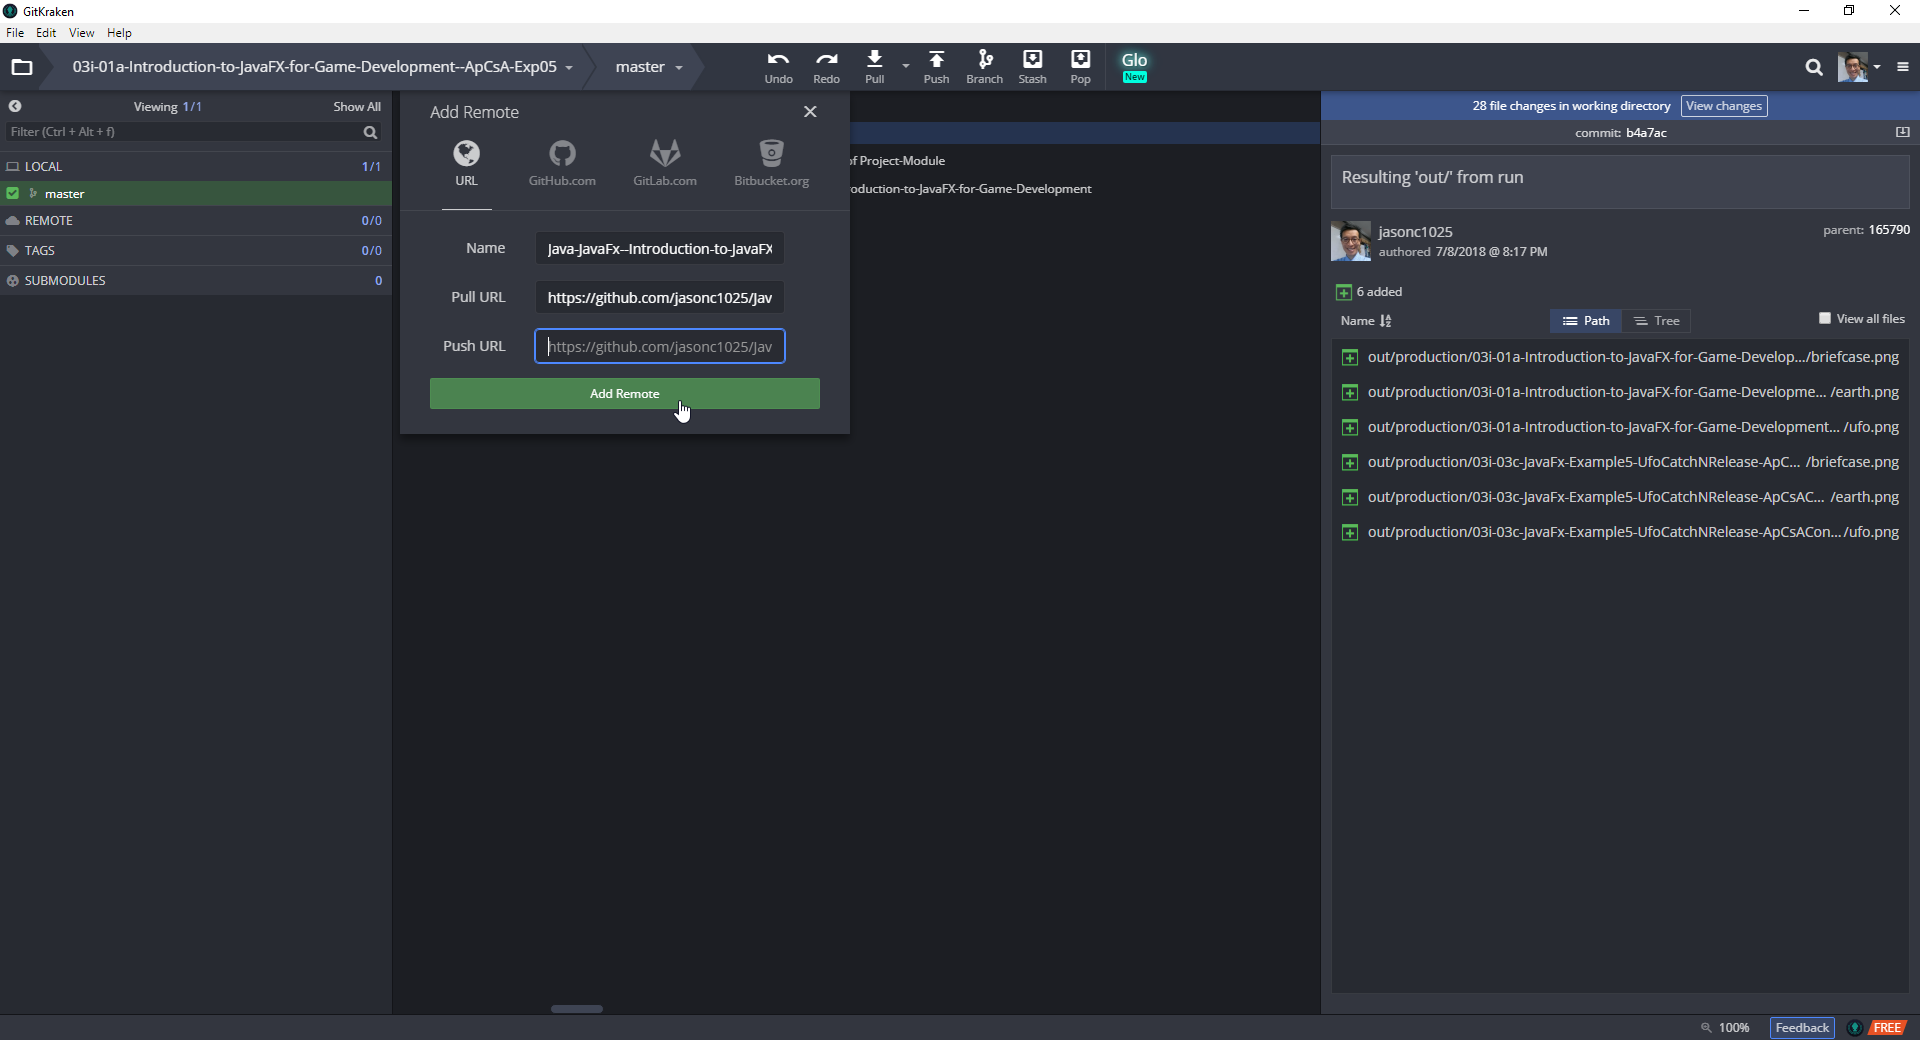 GitKraken
File Edit View Help
03i-01a-Introduction-to-JavaFX-for-Game-Development--ApCsA-Exp05
master
Undo Redo Pull Push Branch Stash Pop
Glo
New
Viewing 1/1 Show All
Filter (Ctrl + Alt + f)
LOCAL 1/1
master
REMOTE 0/0
TAGS 0/0
SUBMODULES 0
Add Remote
URL GitHub.com GitLab.com Bitbucket.org
Name Java-JavaFx--Introduction-to-JavaFX
Pull URL https://github.com/jasonc1025/Jav
Push URL https://github.com/jasonc1025/Jav
Add Remote
of Project-Module
roduction-to-JavaFX-for-Game-Development
28 file changes in working directory View changes
commit: b4a7ac
Resulting 'out/' from run
jasonc1025
authored 7/8/2018 @ 8:17 PM
parent: 165790
6 added
Name Path Tree View all files
out/production/03i-01a-Introduction-to-JavaFX-for-Game-Develop.../briefcase.png
out/production/03i-01a-Introduction-to-JavaFX-for-Game-Developme... /earth.png
out/production/03i-01a-Introduction-to-JavaFX-for-Game-Development... /ufo.png
out/production/03i-03c-JavaFx-Example5-UfoCatchNRelease-ApC... /briefcase.png
out/production/03i-03c-JavaFx-Example5-UfoCatchNRelease-ApCsAC... /earth.png
out/production/03i-03c-JavaFx-Example5-UfoCatchNRelease-ApCsACon.../ufo.png
100% Feedback FREE